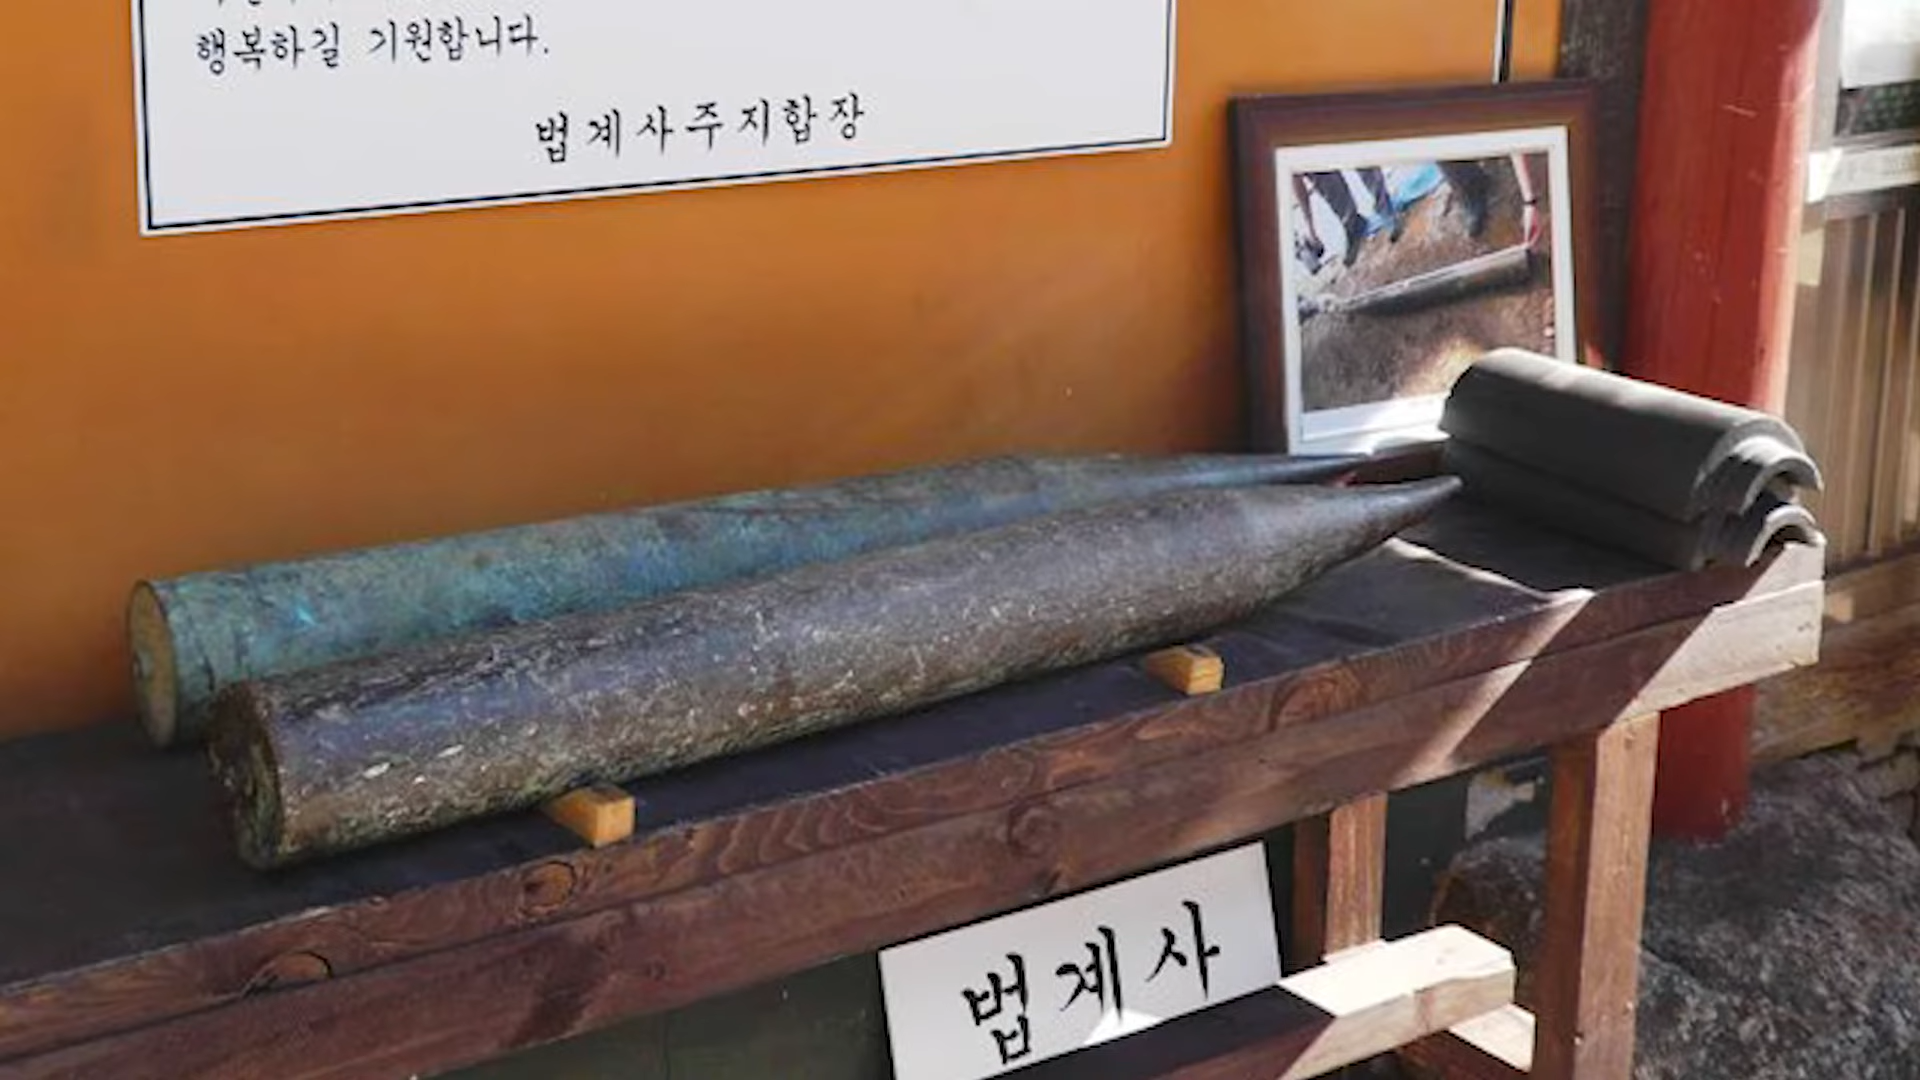 행복하길 기원합니다.
법계사주지합장
법계사